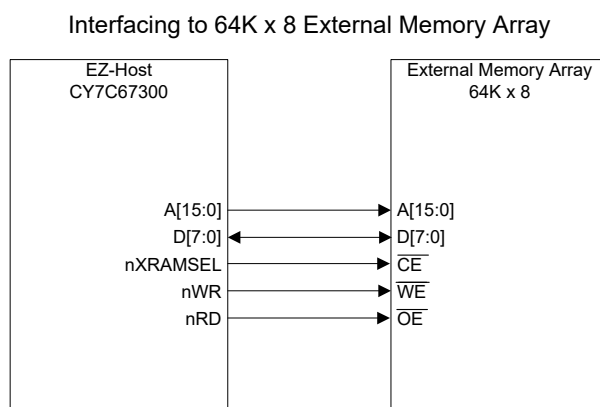 Interfacing to 64K x 8 External Memory Array
EZ-Host
CY7C67300
External Memory Array
64K x 8
A[15:0]
A[15:0]
D[7:0]
D[7:0]
nXRAMSEL
CE
nWR
WE
nRD
OE